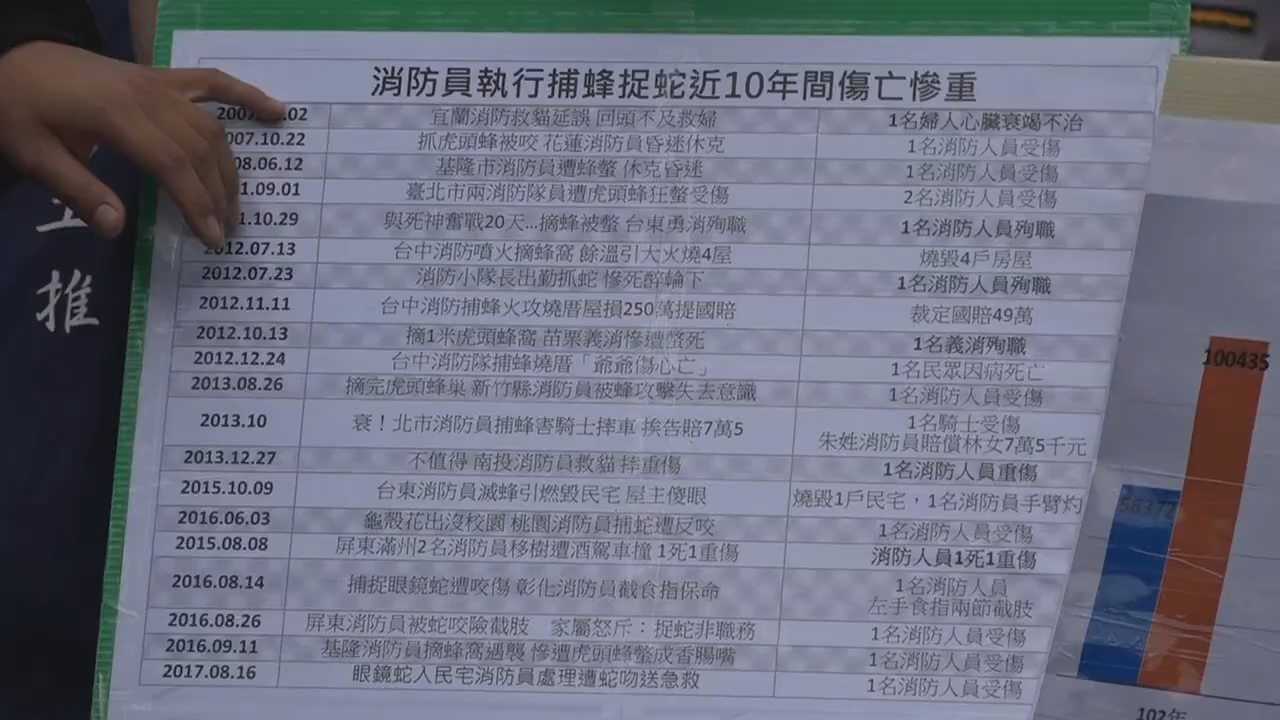 消防員執行捕蜂捉蛇近10年間傷亡慘重
2007. .02 宜蘭消防救貓延誤 回頭不及救婦 1名婦人心臟衰竭不治
007.10.22 抓虎頭蜂被咬 花蓮消防員昏迷休克 1名消防人員受傷
08.06.12 基隆市消防員遭蜂螫 休克昏迷 1名消防人員受傷
1.09.01 臺北市兩消防隊員遭虎頭蜂狂螫受傷 2名消防人員受傷
1.10.29 與死神奮戰20天...摘蜂被螫 台東勇消殉職 1名消防人員殉職
2012.07.13 台中消防噴火摘蜂窩 餘溫引大火燒4屋 燒毀4戶房屋
2012.07.23 消防小隊長出勤抓蛇 慘死醉輪下 1名消防人員殉職
2012.11.11 台中消防捕蜂火攻燒厝屋損250萬提國賠 裁定國賠49萬
2012.10.13 摘1米虎頭蜂窩 苗栗義消慘遭螫死 1名義消殉職
2012.12.24 台中消防隊捕蜂燒厝「爺爺傷心亡」 1名民眾因病死亡
2013.08.26 摘完虎頭蜂巢 新竹縣消防員被蜂攻擊失去意識 1名消防人員受傷
2013.10 衰！北市消防員捕蜂害騎士摔車 挨告賠7萬5 1名騎士受傷
朱姓消防員賠償林女7萬5千元
2013.12.27 不值得 南投消防員救貓 摔重傷 1名消防人員重傷
2015.10.09 台東消防員滅蜂引燃毀民宅 屋主傻眼 燒毀1戶民宅，1名消防員手臂灼
2016.06.03 龜殼花出沒校園 桃園消防員捕蛇遭反咬 1名消防人員受傷
2015.08.08 屏東滿州2名消防員移樹遭酒駕車撞 1死1重傷 消防人員1死1重傷
2016.08.14 捕捉眼鏡蛇遭咬傷 彰化消防員截食指保命 1名消防人員
左手食指兩節截肢
2016.08.26 屏東消防員被蛇咬險截肢 家屬怒斥：捉蛇非職務 1名消防人員受傷
2016.09.11 基隆消防員摘蜂窩遇襲 慘遭虎頭蜂螫成香腸嘴 1名消防人員受傷
2017.08.16 眼鏡蛇入民宅消防員處理遭蛇吻送急救 1名消防人員受傷
推
100435
102年